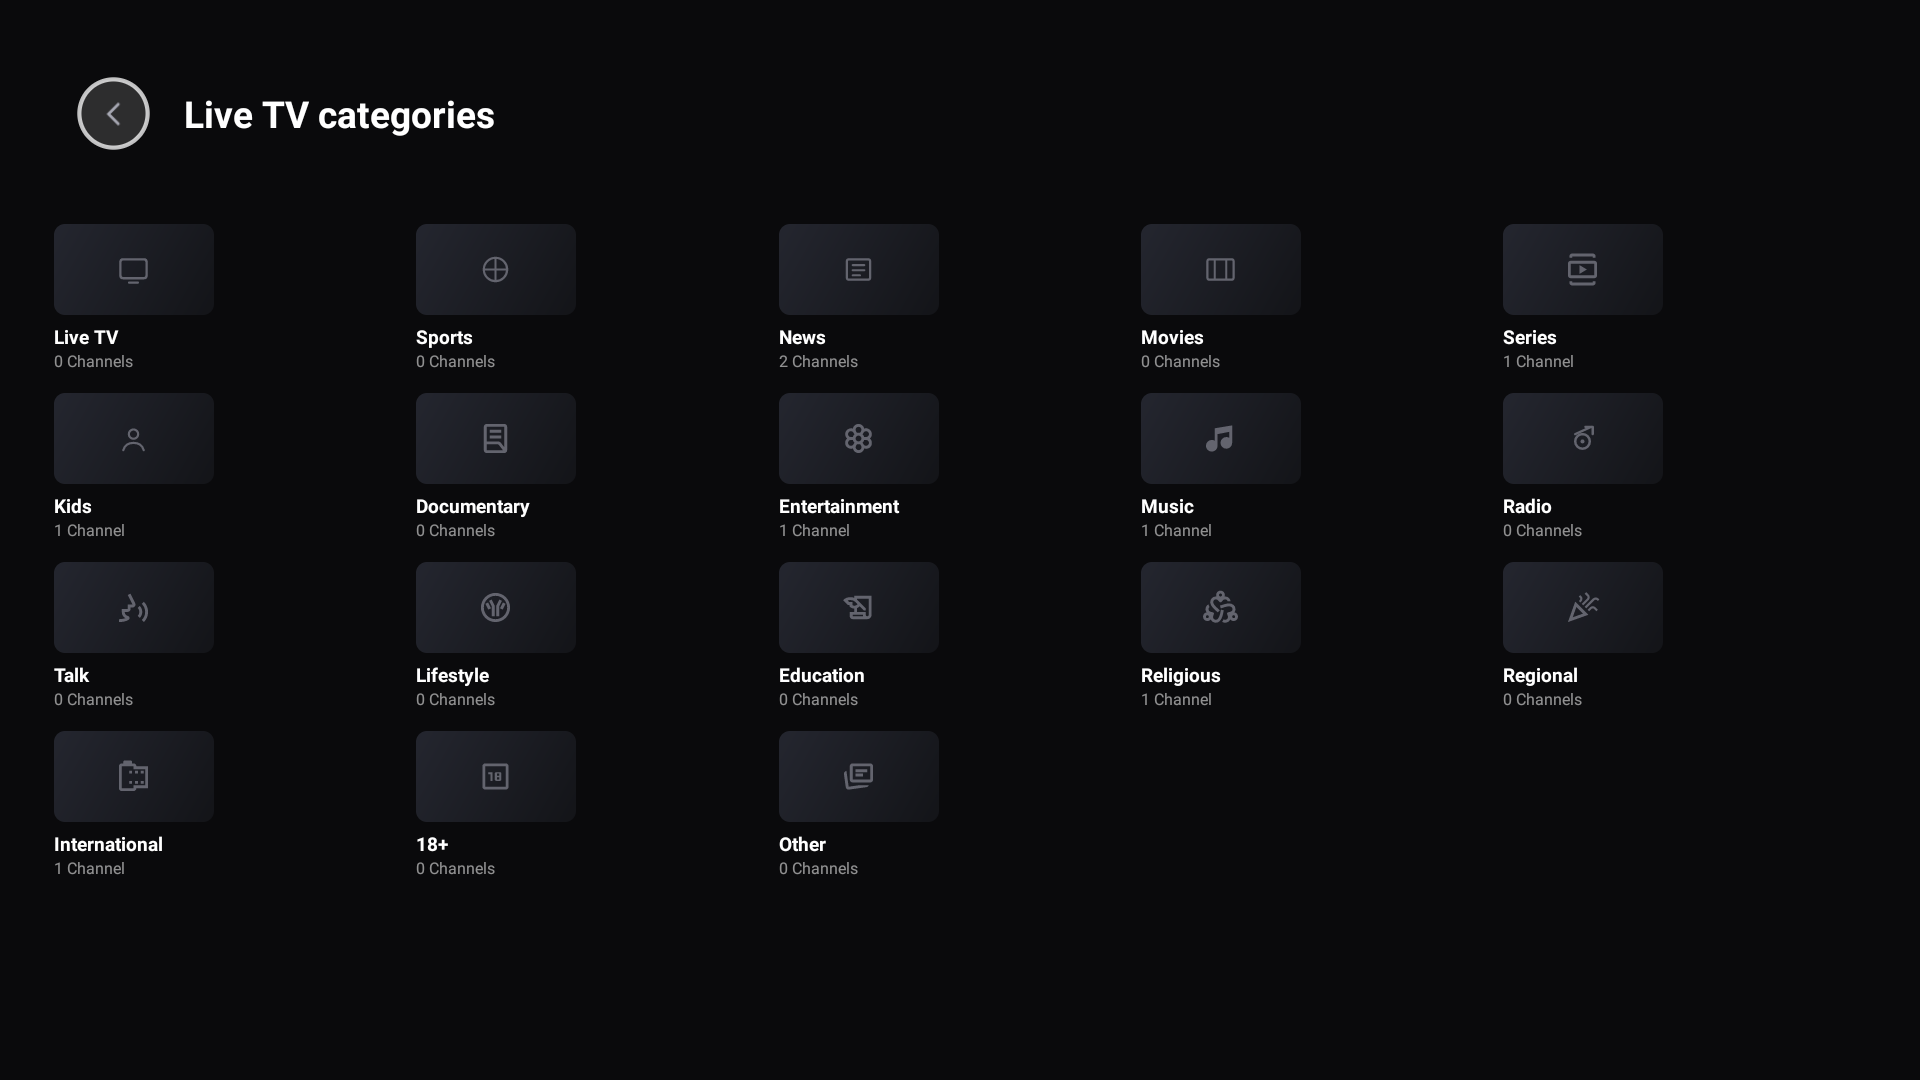 Live TV categories
Live TV
0 Channels
Sports
0 Channels
News
2 Channels
Movies
0 Channels
Series
1 Channel
Kids
1 Channel
Documentary
0 Channels
Entertainment
1 Channel
Music
1 Channel
Radio
0 Channels
Talk
0 Channels
Lifestyle
0 Channels
Education
0 Channels
Religious
1 Channel
Regional
0 Channels
International
1 Channel
18
18+
0 Channels
Other
0 Channels